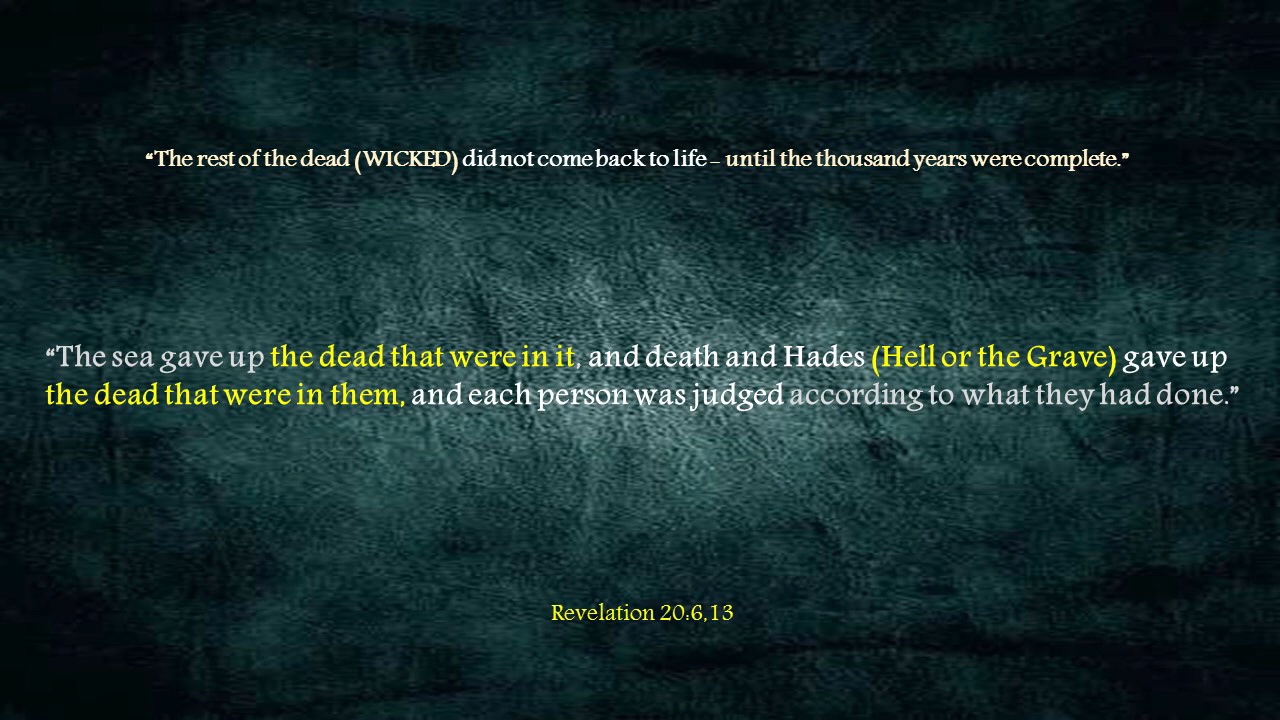 “The rest of the dead (WICKED) did not come back to life – until the thousand years were complete.”
“The sea gave up the dead that were in it, and death and Hades (Hell or the Grave) gave up
the dead that were in them, and each person was judged according to what they had done.”
Revelation 20:6,13